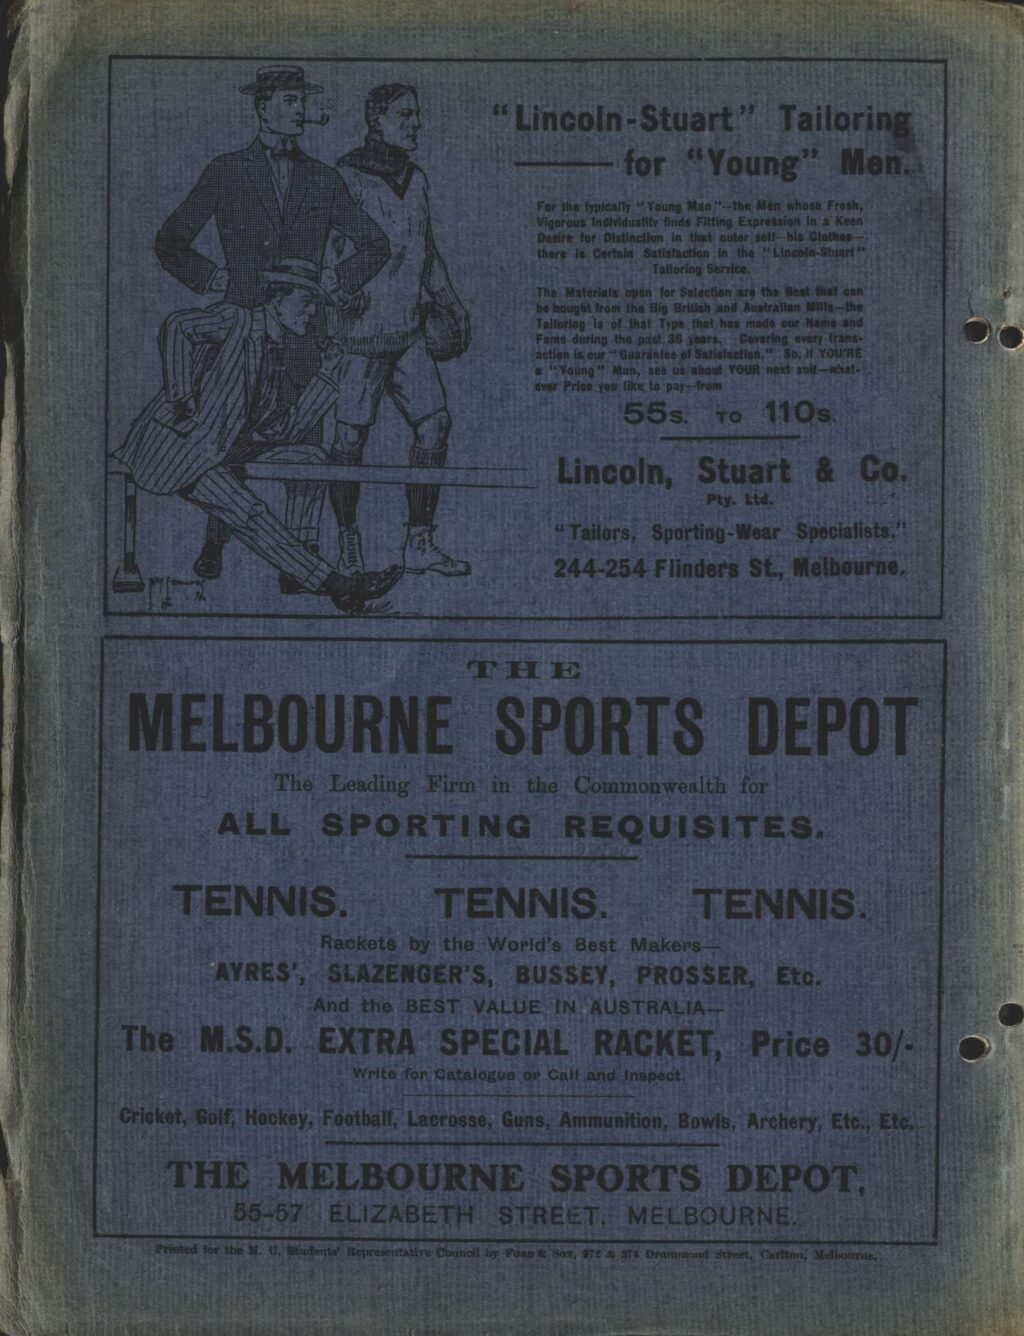 "Lincoln-Stuart" Tailoring
for "Young" Men.
For the typically "Young Man"—the Man whose Fresh,
Vigorous Individuality finds Fitting Expression in a Keen
Desire for Distinction in that outer self—his Clothes—
there is Certain Satisfaction in the "Lincoln-Stuart"
Tailoring Service.
The Materials open for Selection are the Best that can
be bought from the Big British and Australian Mills—the
Tailoring is of that Type that has made our Name and
Fame during the past 36 years. Covering every trans-
action is our "Guarantee of Satisfaction." So, if YOU'RE
a "Young" Man, see us about YOUR next suit—what-
ever Price you like to pay—from
55s. TO 110s.
Lincoln, Stuart & Co.
Pty. Ltd.
"Tailors, Sporting-Wear Specialists."
244-254 Flinders St., Melbourne.
THE
MELBOURNE SPORTS DEPOT
The Leading Firm in the Commonwealth for
ALL SPORTING REQUISITES.
TENNIS. TENNIS. TENNIS.
Rackets by the World's Best Makers—
AYRES', SLAZENGER'S, BUSSEY, PROSSER, Etc.
And the BEST VALUE IN AUSTRALIA—
The M.S.D. EXTRA SPECIAL RACKET, Price 30/-
Write for Catalogue or Call and Inspect.
Cricket, Golf, Hockey, Football, Lacrosse, Guns, Ammunition, Bowls, Archery, Etc., Etc.
THE MELBOURNE SPORTS DEPOT,
55-57 ELIZABETH STREET, MELBOURNE.
Printed for the M. U. Students' Representative Council by FORD & SON, 372 & 374 Drummond Street, Carlton, Melbourne.